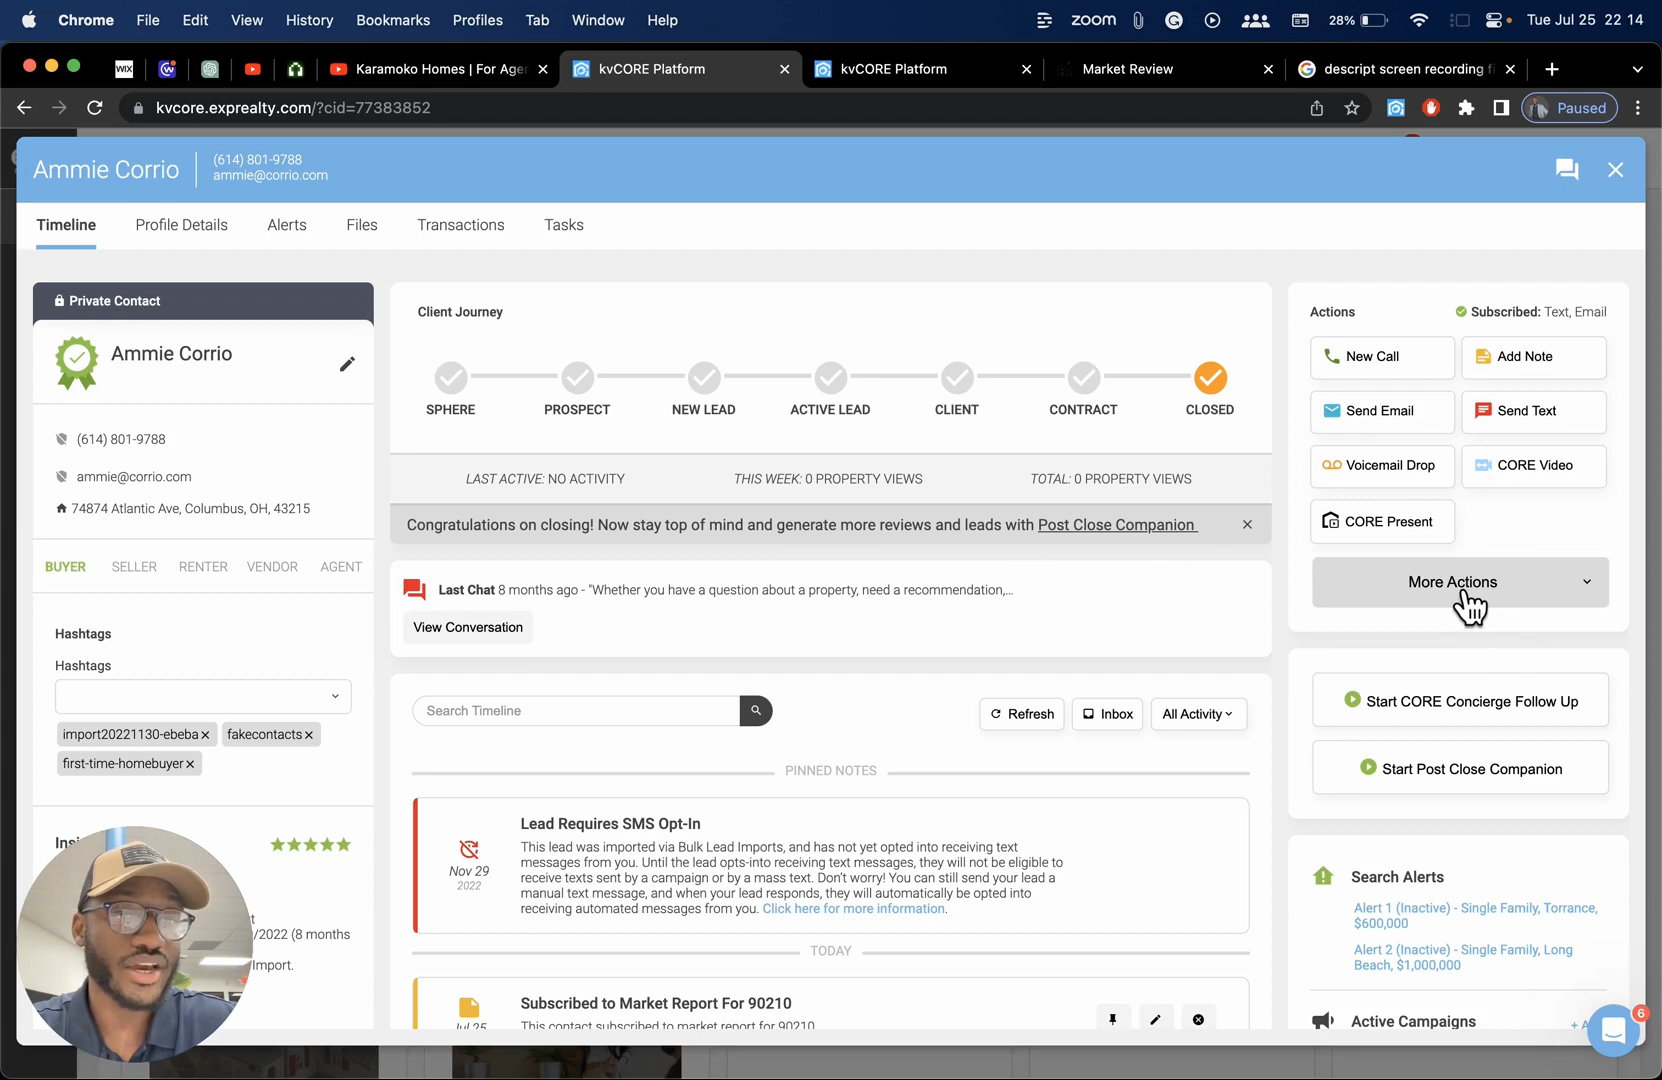 Chrome File Edit View History Bookmarks Profiles Tab Window Help
zoom 28% Tue Jul 25 22 14
WIX
Karamoko Homes | For Age
kvCORE Platform
kvCORE Platform
Market Review
descript screen recording f
kvcore.exprealty.com/?cid=77383852
Paused
Ammie Corrio
(614) 801-9788
ammie@corrio.com
Timeline
Profile Details
Alerts
Files
Transactions
Tasks
Private Contact
Ammie Corrio
(614) 801-9788
ammie@corrio.com
74874 Atlantic Ave, Columbus, OH, 43215
BUYER SELLER RENTER VENDOR AGENT
Hashtags
Hashtags
import20221130-ebeba ×
fakecontacts ×
first-time-homebuyer ×
Insi
t
/2022 (8 months
Import.
Client Journey
SPHERE
PROSPECT
NEW LEAD
ACTIVE LEAD
CLIENT
CONTRACT
CLOSED
LAST ACTIVE: NO ACTIVITY
THIS WEEK: 0 PROPERTY VIEWS
TOTAL: 0 PROPERTY VIEWS
Congratulations on closing! Now stay top of mind and generate more reviews and leads with Post Close Companion
Last Chat 8 months ago - "Whether you have a question about a property, need a recommendation,...
View Conversation
Search Timeline
Refresh
Inbox
All Activity
PINNED NOTES
Nov 29
2022
Lead Requires SMS Opt-In
This lead was imported via Bulk Lead Imports, and has not yet opted into receiving text
messages from you. Until the lead opts-into receiving text messages, they will not be eligible to
receive texts sent by a campaign or by a mass text. Don't worry! You can still send your lead a
manual text message, and when your lead responds, they will automatically be opted into
receiving automated messages from you. Click here for more information.
TODAY
Jul 25
Subscribed to Market Report For 90210
This contact subscribed to market report for 90210
Actions
Subscribed: Text, Email
New Call
Add Note
Send Email
Send Text
Voicemail Drop
CORE Video
CORE Present
More Actions
Start CORE Concierge Follow Up
Start Post Close Companion
Search Alerts
Alert 1 (Inactive) - Single Family, Torrance,
$600,000
Alert 2 (Inactive) - Single Family, Long
Beach, $1,000,000
Active Campaigns
+ A
6